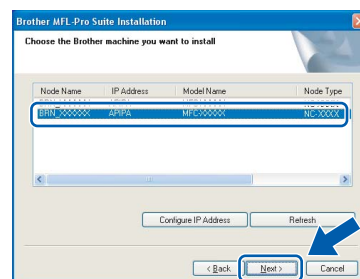 Brother MFL-Pro Suite Installation
Choose the Brother machine you want to install
Node Name IP Address Model Name Node Type
BRN_XXXXXX APIPA MFC-XXXXX NC-XXXX
Configure IP Address Refresh
< Back Next > Cancel